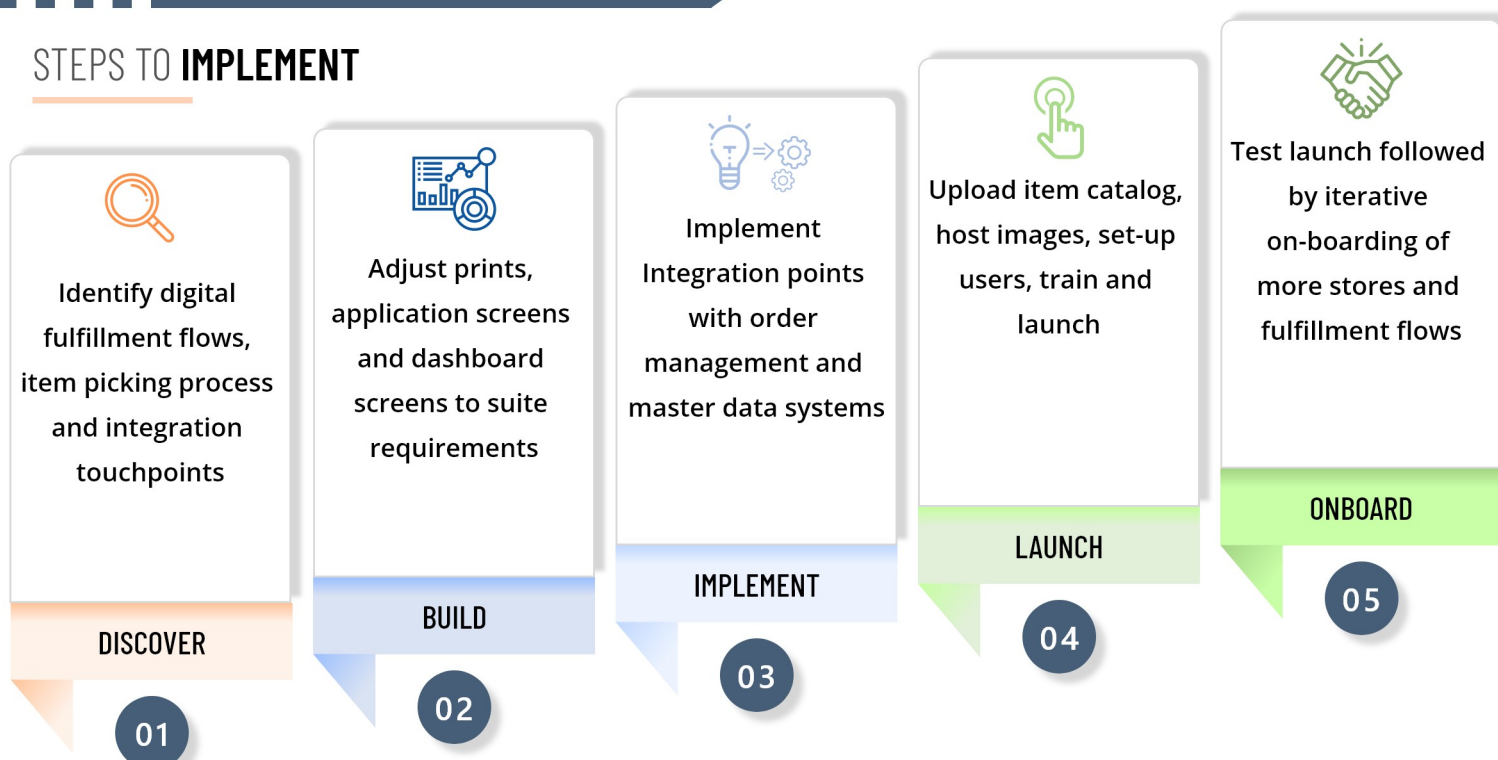 STEPS TO IMPLEMENT
Identify digital
fulfillment flows,
item picking process
and integration
touchpoints
DISCOVER
01
Adjust prints,
application screens
and dashboard
screens to suite
requirements
BUILD
02
Implement
Integration points
with order
management and
master data systems
IMPLEMENT
03
Upload item catalog,
host images, set-up
users, train and
launch
LAUNCH
04
Test launch followed
by iterative
on-boarding of
more stores and
fulfillment flows
ONBOARD
05